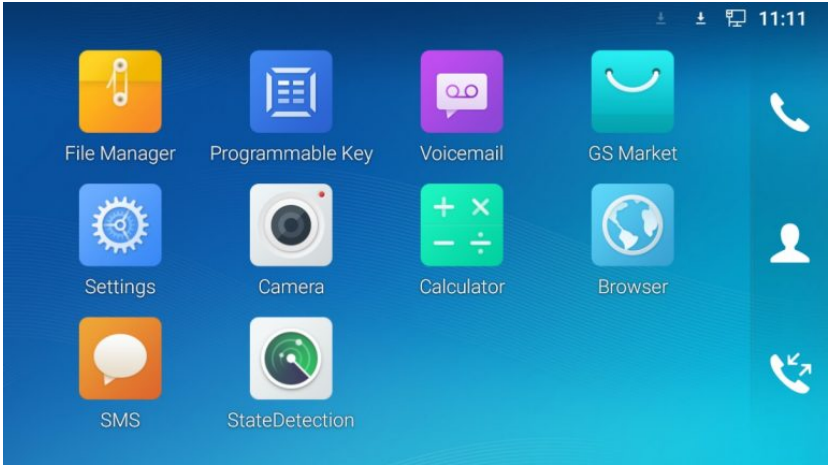 11:11
File Manager
Programmable Key
Voicemail
GS Market
Settings
Camera
Calculator
Browser
SMS
StateDetection